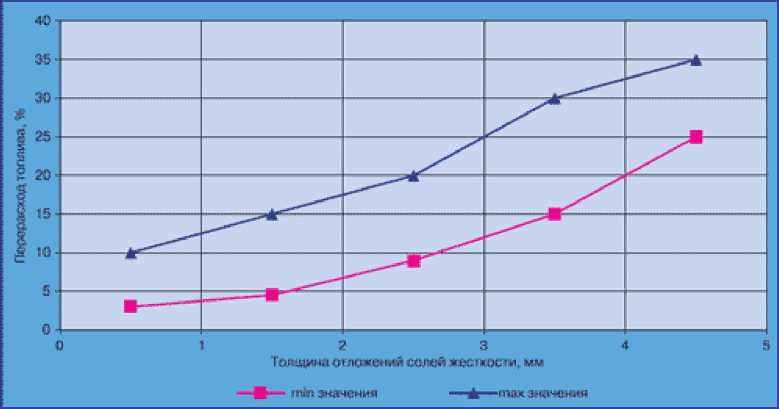 40
35
30
25
20
15
10
5
0
Перерасход топлива, %
0 1 2 3 4 5
Толщина отложений солей жесткости, мм
min значения max значения